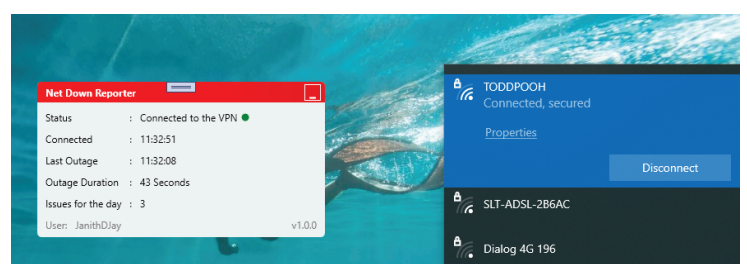 Net Down Reporter
Status : Connected to the VPN
Connected : 11:32:51
Last Outage : 11:32:08
Outage Duration : 43 Seconds
Issues for the day : 3
User: JanithDJay v1.0.0
TODDPOOH
Connected, secured
Properties
Disconnect
SLT-ADSL-2B6AC
Dialog 4G 196